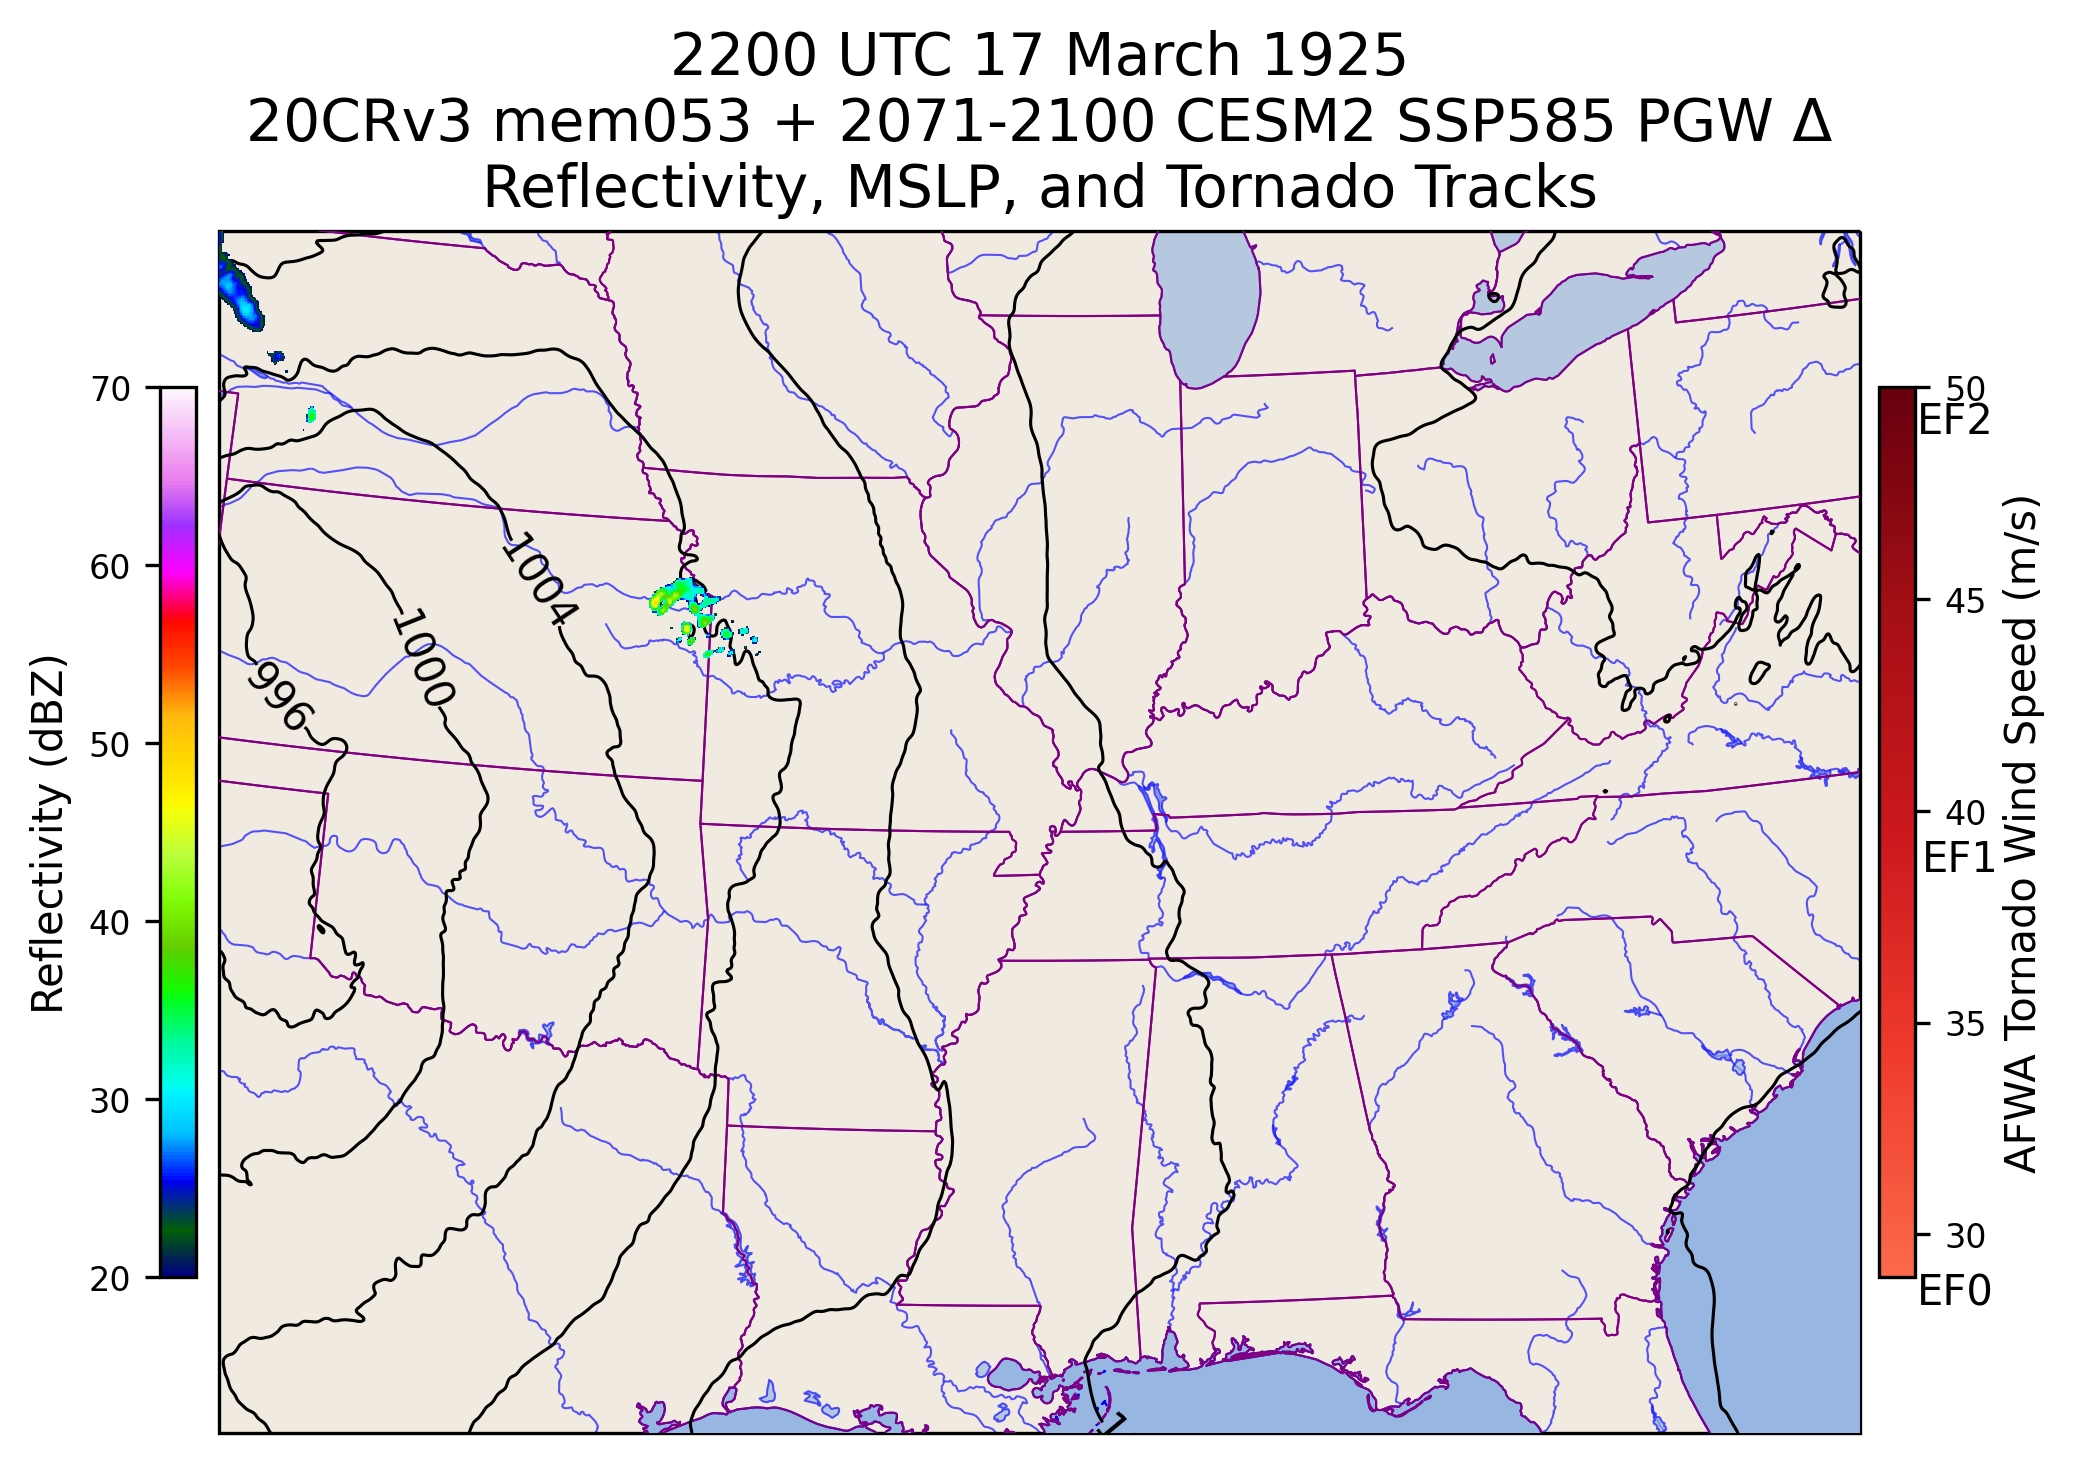 2200 UTC 17 March 1925
20CRv3 mem053 + 2071-2100 CESM2 SSP585 PGW Δ
Reflectivity, MSLP, and Tornado Tracks
Reflectivity (dBZ)
70
60
50
40
30
20
1004
1000
996
50
EF2
45
40
EF1
35
30
EF0
AFWA Tornado Wind Speed (m/s)